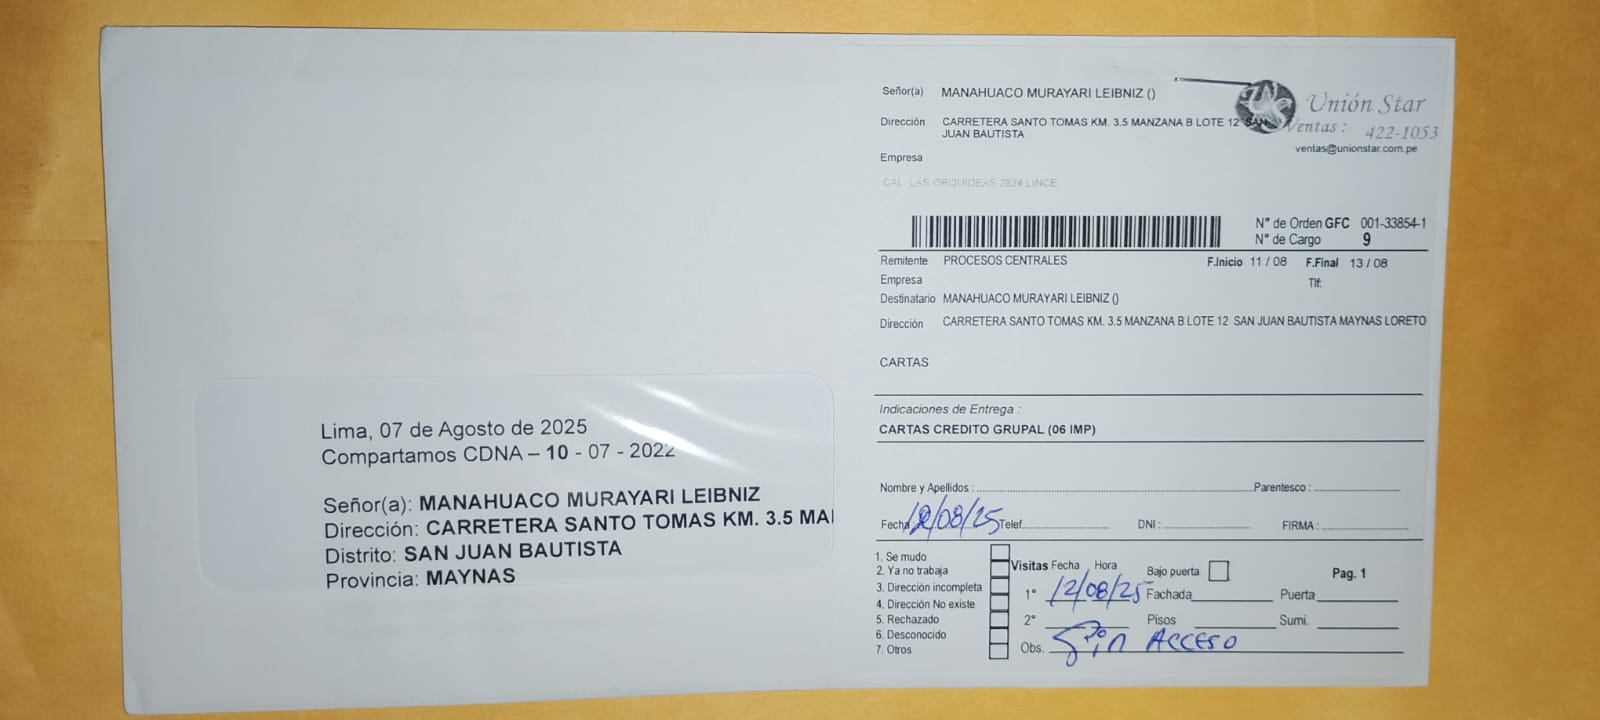 Lima, 07 de Agosto de 2025
Compartamos CDNA – 10 - 07 - 2022
Señor(a): MANAHUACO MURAYARI LEIBNIZ
Dirección: CARRETERA SANTO TOMAS KM. 3.5 MA
Distrito: SAN JUAN BAUTISTA
Provincia: MAYNAS
Señor(a) MANAHUACO MURAYARI LEIBNIZ ()
Dirección CARRETERA SANTO TOMAS KM. 3.5 MANZANA B LOTE 12 SAN
JUAN BAUTISTA
Empresa
CAL. LAS ORQUIDEAS 2624 LINCE
Unión Star
Ventas : 422-1053
ventas@unionstar.com.pe
N° de Orden GFC 001-33854-1
N° de Cargo 9
Remitente PROCESOS CENTRALES F.Inicio 11 / 08 F.Final 13 / 08
Empresa Tlf:
Destinatario MANAHUACO MURAYARI LEIBNIZ ()
Dirección CARRETERA SANTO TOMAS KM. 3.5 MANZANA B LOTE 12 SAN JUAN BAUTISTA MAYNAS LORETO
CARTAS
Indicaciones de Entrega :
CARTAS CREDITO GRUPAL (06 IMP)
Nombre y Apellidos : Parentesco :
Fecha 12/08/25 Telef. DNI : FIRMA :
1. Se mudo
2. Ya no trabaja
3. Dirección incompleta
4. Dirección No existe
5. Rechazado
6. Desconocido
7. Otros
Visitas Fecha Hora Bajo puerta Pag. 1
1° 12/08/25 Fachada Puerta
2° Pisos Sumi.
Obs. Sin ACCESO